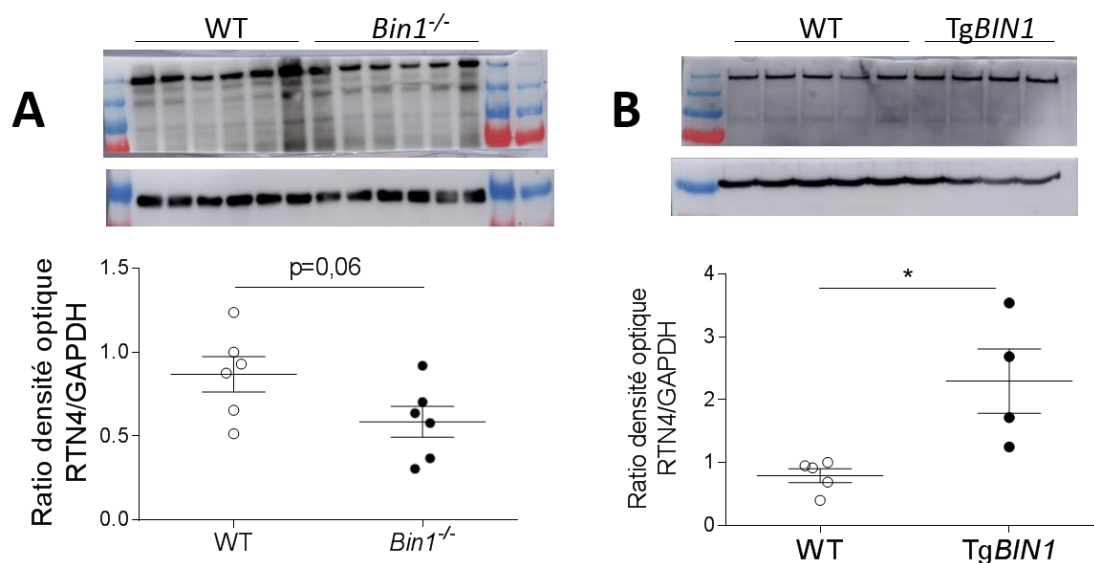 WT
Bin1-/-
A
Ratio densité optique
RTN4/GAPDH
1.5
1.0
0.5
0.0
p=0,06
WT
Bin1-/-
WT
TgBIN1
B
Ratio densité optique
RTN4/GAPDH
4
3
2
1
0
*
WT
TgBIN1